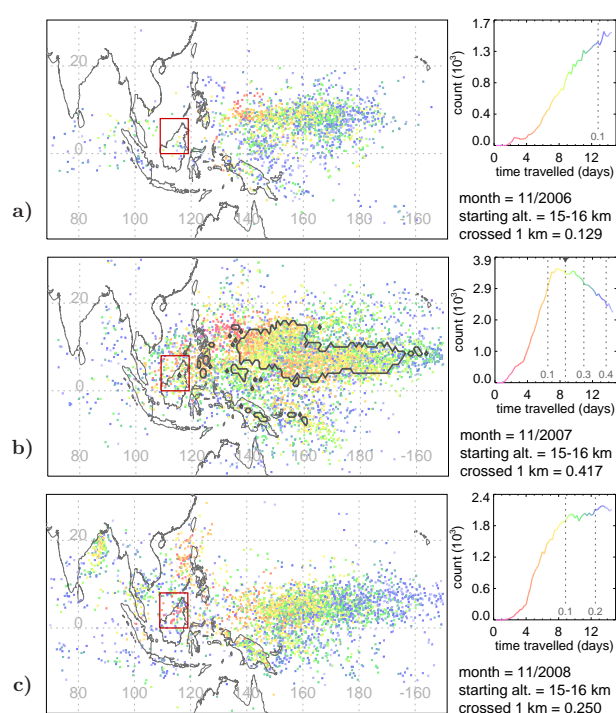 20
0
80
100
120
140
160
180
-160
a)
1.7
1.3
0.8
0.4
0.0
count (10³)
0.1
0 4 8 12
time travelled (days)
month = 11/2006
starting alt. = 15-16 km
crossed 1 km = 0.129
20
0
80
100
120
140
160
180
-160
b)
3.9
2.9
2.0
1.0
0.0
count (10³)
0.1 0.3 0.4
0 4 8 12
time travelled (days)
month = 11/2007
starting alt. = 15-16 km
crossed 1 km = 0.417
20
0
80
100
120
140
160
180
-160
c)
2.4
1.8
1.2
0.6
0.0
count (10³)
0.1 0.2
0 4 8 12
time travelled (days)
month = 11/2008
starting alt. = 15-16 km
crossed 1 km = 0.250